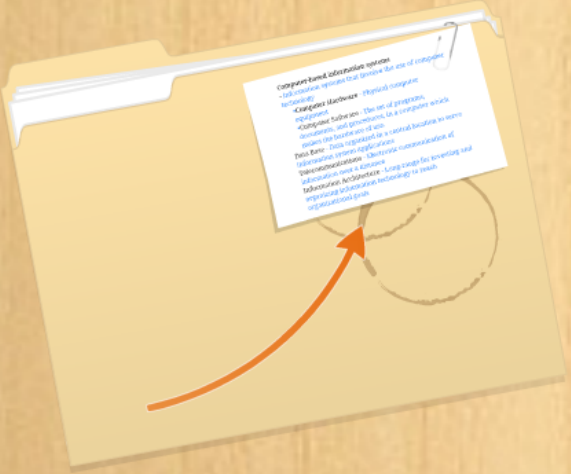 Computer-based information systems
- Information systems that involve the use of computer
technology
•Computer Hardware - Physical computer
equipment
•Computer Software - The set of programs,
documents, and procedures, in a computer which
makes the hardware of use.
Data Base - Data organized in a central location to serve
information system applications
Telecommunications - Electronic communication of
information over a distance
Information Architecture - Long-range for investing and
organizing information technology to reach
organizational goals